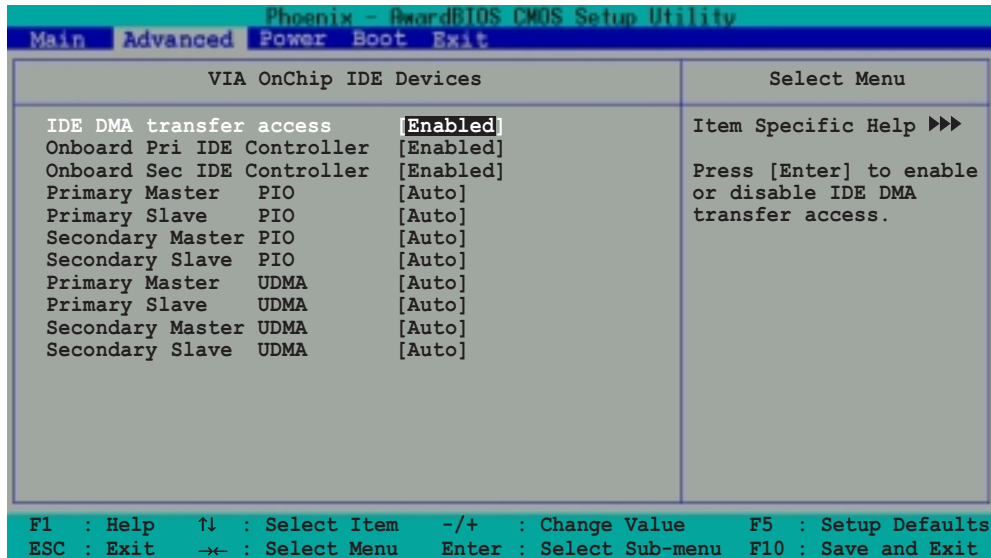 Phoenix - AwardBIOS CMOS Setup Utility
Main Advanced Power Boot Exit
VIA OnChip IDE Devices
Select Menu
IDE DMA transfer access [Enabled]
Onboard Pri IDE Controller [Enabled]
Onboard Sec IDE Controller [Enabled]
Primary Master PIO [Auto]
Primary Slave PIO [Auto]
Secondary Master PIO [Auto]
Secondary Slave PIO [Auto]
Primary Master UDMA [Auto]
Primary Slave UDMA [Auto]
Secondary Master UDMA [Auto]
Secondary Slave UDMA [Auto]
Item Specific Help ▶▶▶
Press [Enter] to enable
or disable IDE DMA
transfer access.
F1 : Help ↑↓ : Select Item -/+ : Change Value F5 : Setup Defaults
ESC : Exit →← : Select Menu Enter : Select Sub-menu F10 : Save and Exit